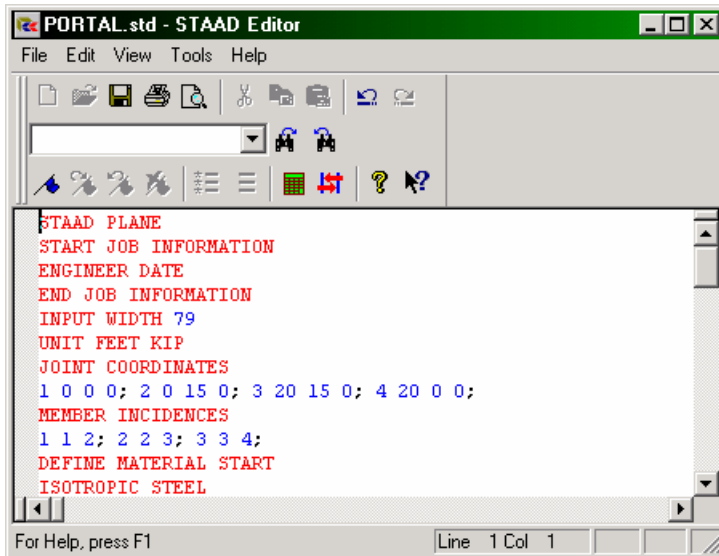 PORTAL.std - STAAD Editor
File Edit View Tools Help
STAAD PLANE
START JOB INFORMATION
ENGINEER DATE
END JOB INFORMATION
INPUT WIDTH 79
UNIT FEET KIP
JOINT COORDINATES
1 0 0 0; 2 0 15 0; 3 20 15 0; 4 20 0 0;
MEMBER INCIDENCES
1 1 2; 2 2 3; 3 3 4;
DEFINE MATERIAL START
ISOTROPIC STEEL
For Help, press F1 Line 1 Col 1